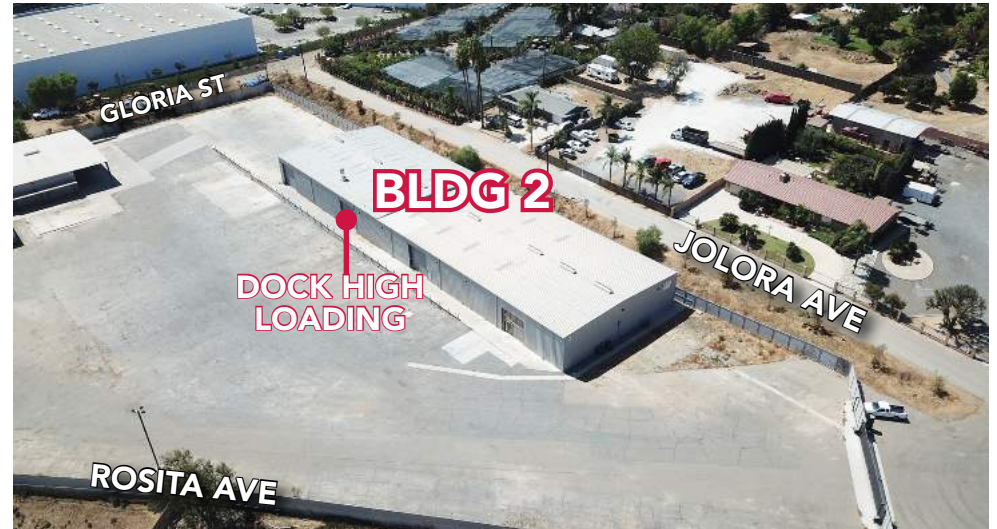 GLORIA ST
BLDG 2
DOCK HIGH
LOADING
JOLORA AVE
ROSITA AVE